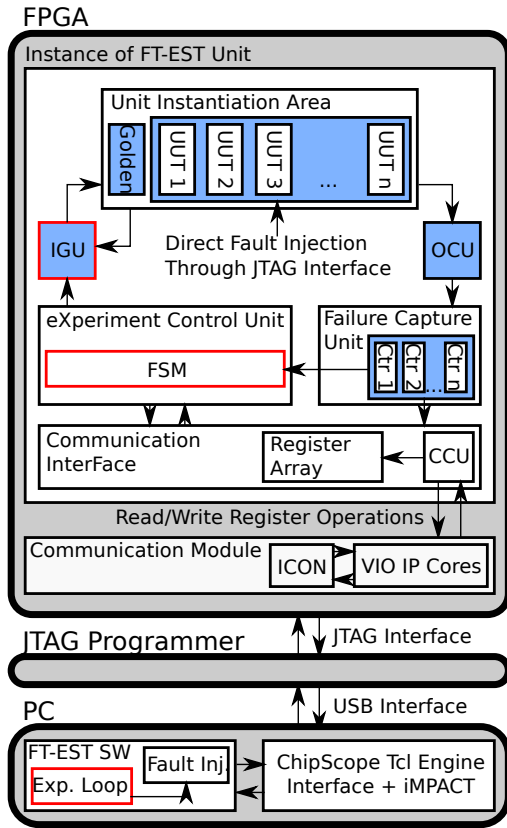 FPGA
Instance of FT-EST Unit
Unit Instantiation Area
Golden
UUT 1
UUT 2
UUT 3
...
UUT n
IGU
Direct Fault Injection
Through JTAG Interface
OCU
eXperiment Control Unit
FSM
Failure Capture
Unit
Ctr 1
Ctr 2
...
Ctr n
Communication
InterFace
Register
Array
CCU
Read/Write Register Operations
Communication Module
ICON
VIO IP Cores
JTAG Programmer
JTAG Interface
USB Interface
PC
FT-EST SW
Fault Inj.
Exp. Loop
ChipScope Tcl Engine
Interface + iMPACT